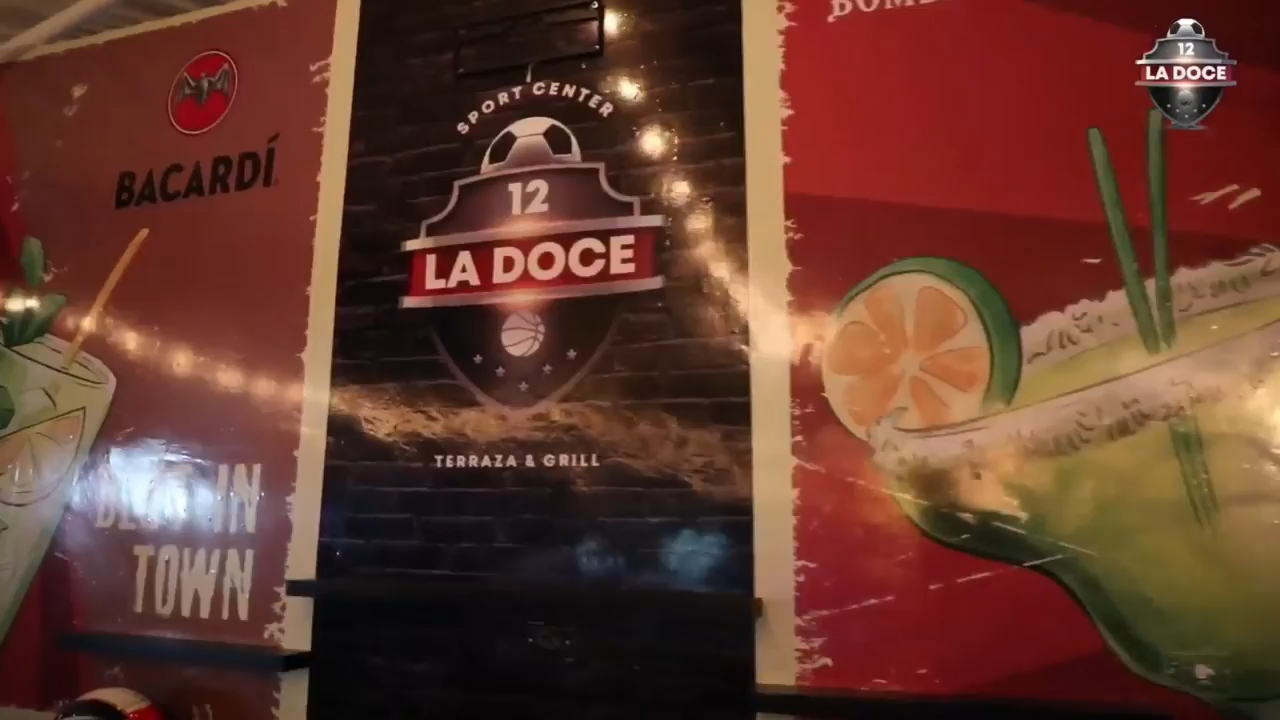 BACARDÍ
TOWN
SPORT CENTER
12
LA DOCE
TERRAZA & GRILL
12
LA DOCE